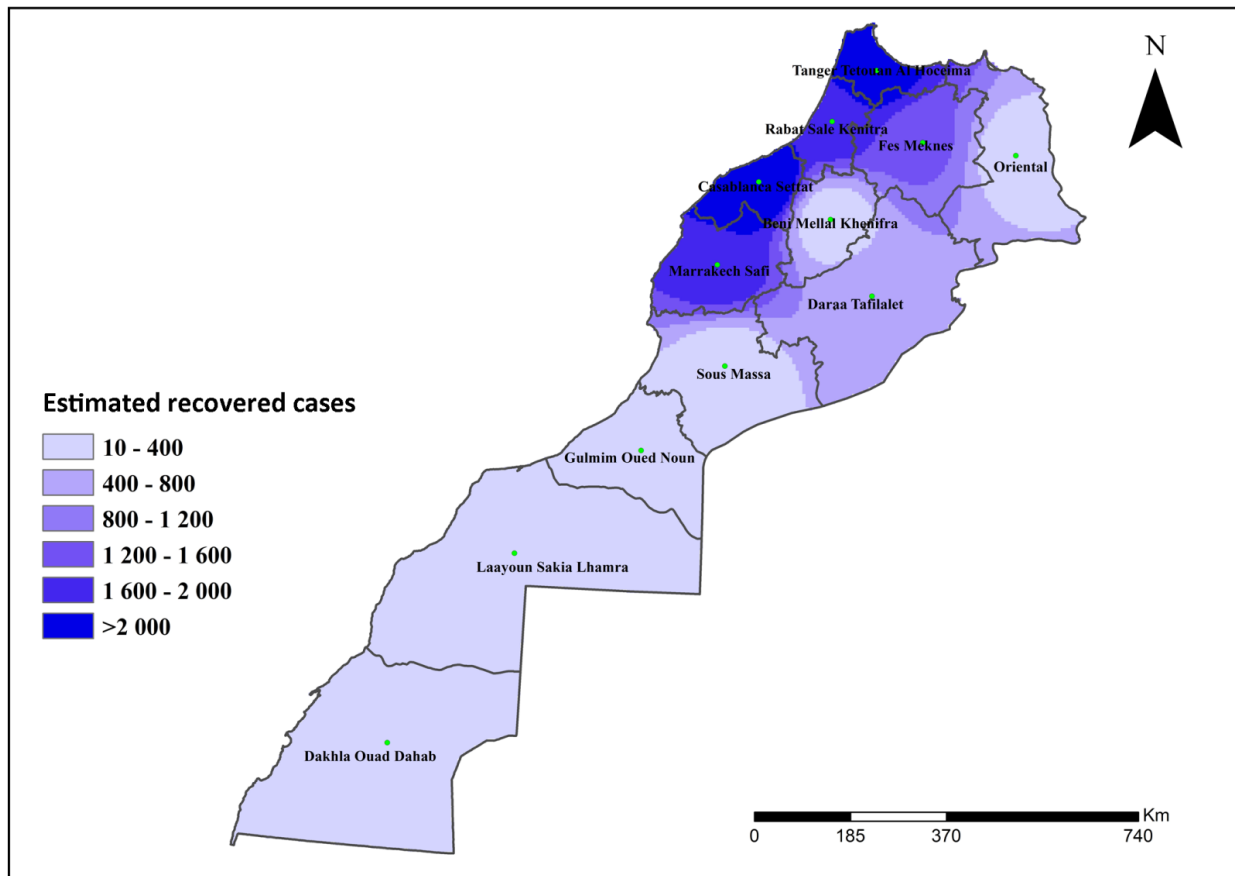 N
Tanger Tetouan Al Hoceima
Rabat Sale Kenitra
Fes Meknes
Oriental
Casablanca Settat
Beni Mellal Khenifra
Marrakech Safi
Daraa Tafilalet
Sous Massa
Estimated recovered cases
10 - 400
400 - 800
800 - 1 200
1 200 - 1 600
1 600 - 2 000
>2 000
Gulmim Oued Noun
Laayoun Sakia Lhamra
Dakhla Ouad Dahab
Km
0 185 370 740